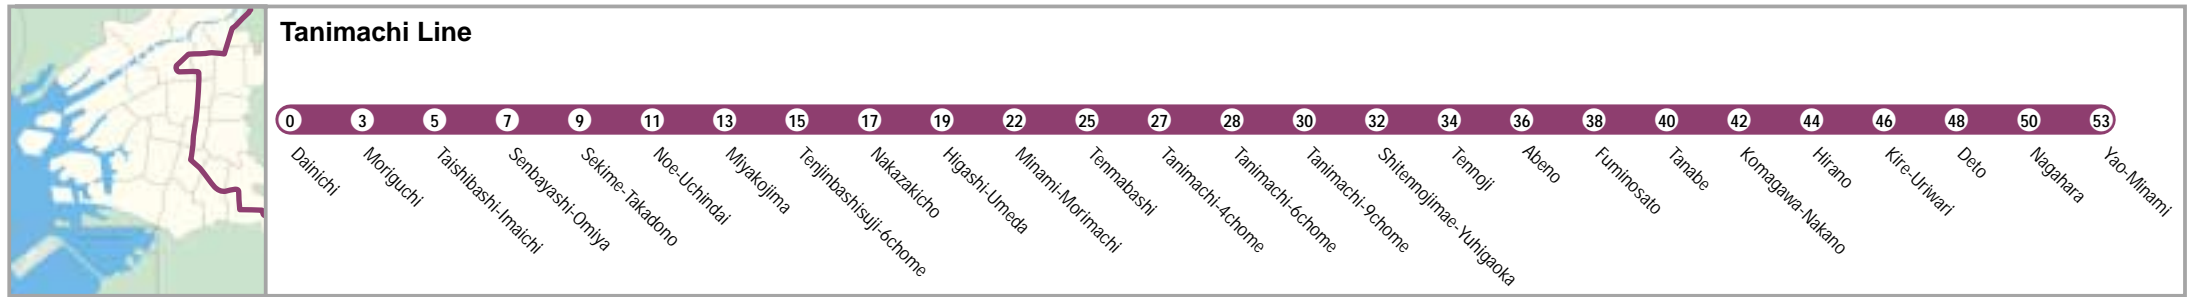 Tanimachi Line
0 3 5 7 9 11 13 15 17 19 22 25 27 28 30 32 34 36 38 40 42 44 46 48 50 53
Dainichi
Moriguchi
Taishibashi-Imaichi
Senbayashi-Omiya
Sekime-Takadono
Noe-Uchindai
Miyakojima
Tenjinbashisuji-6chome
Nakazakicho
Higashi-Umeda
Minami-Morimachi
Temmabashi
Tanimachi-4chome
Tanimachi-6chome
Tanimachi-9chome
Shitennojimae-Yuhigaoka
Tennoji
Abeno
Fuminosato
Tanabe
Komagawa-Nakano
Hirano
Kire-Uriwari
Deto
Nagahara
Yao-Minami